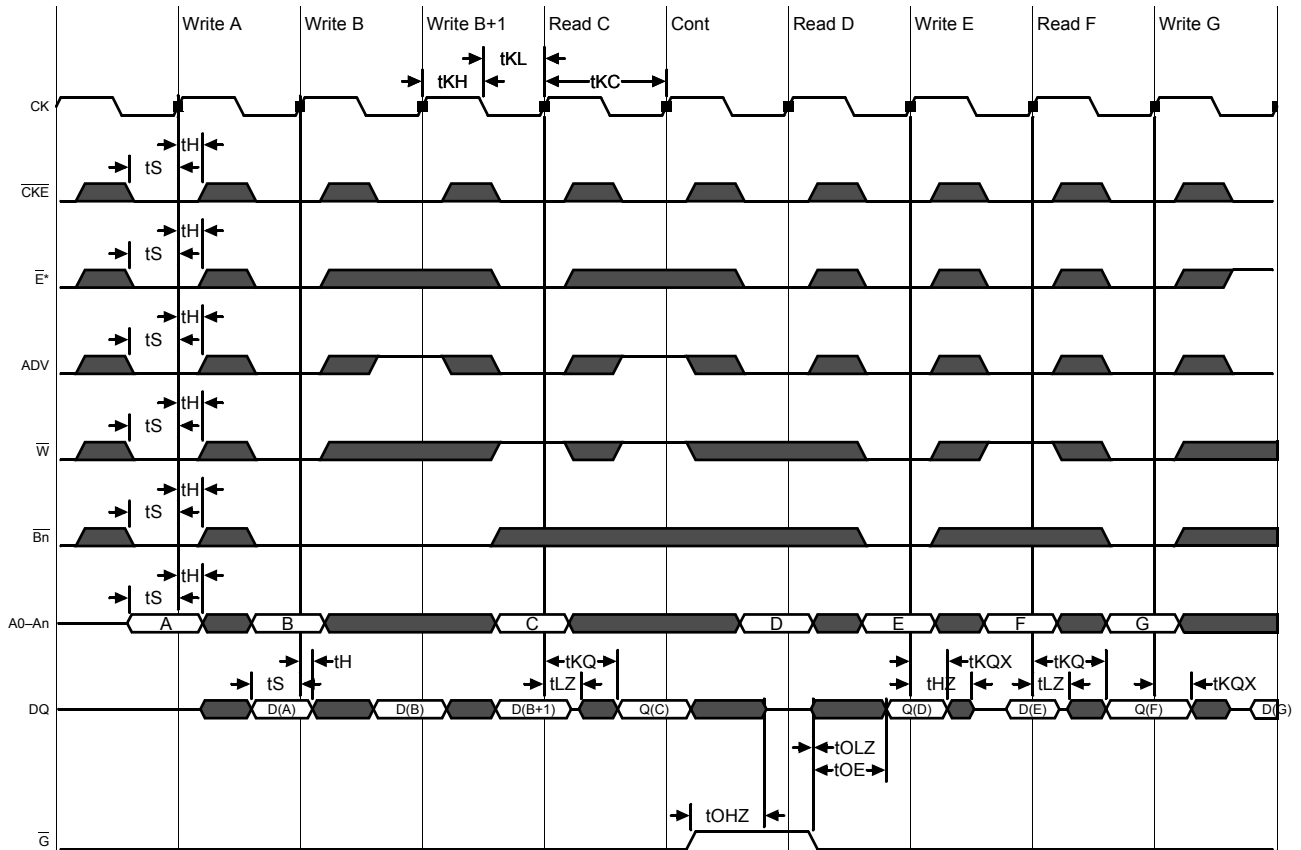 Write A Write B Write B+1 Read C Cont Read D Write E Read F Write G
tKL
tKH tKC
CK
tH
tS
CKE
tH
tS
E*
tH
tS
ADV
tH
tS
W
tH
tS
Bn
tH
tS
A0–An A B C D E F G
tKQ tKQX tKQ
tH
tS tLZ tHZ tLZ tKQX
DQ D(A) D(B) D(B+1) Q(C) Q(D) D(E) Q(F) D(G)
tOLZ
tOE
tOHZ
G